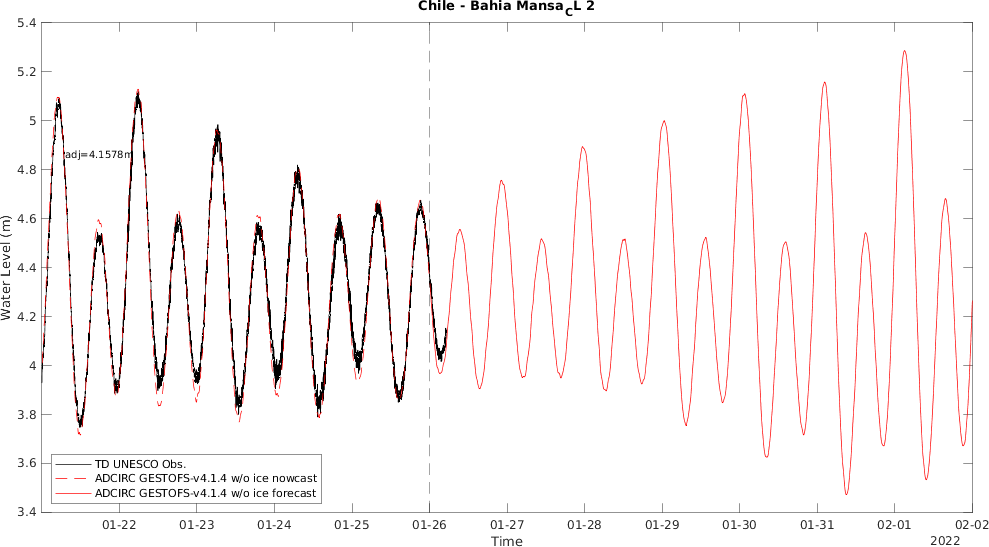 Chile - Bahia Mansa_CL 2
Water Level (m)
5.4
5.2
5
4.8
4.6
4.4
4.2
4
3.8
3.6
3.4
adj=4.1578m
TD UNESCO Obs.
ADCIRC GESTOFS-v4.1.4 w/o ice nowcast
ADCIRC GESTOFS-v4.1.4 w/o ice forecast
01-22 01-23 01-24 01-25 01-26 01-27 01-28 01-29 01-30 01-31 02-01 02-02
Time
2022